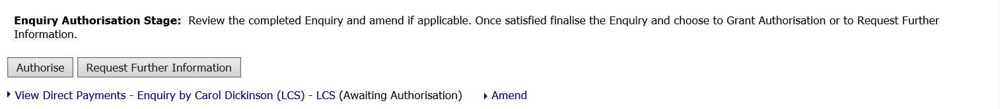 Enquiry Authorisation Stage: Review the completed Enquiry and amend if applicable. Once satisfied finalise the Enquiry and choose to Grant Authorisation or to Request Further
Information.
Authorise Request Further Information
View Direct Payments - Enquiry by Carol Dickinson (LCS) - LCS (Awaiting Authorisation) Amend